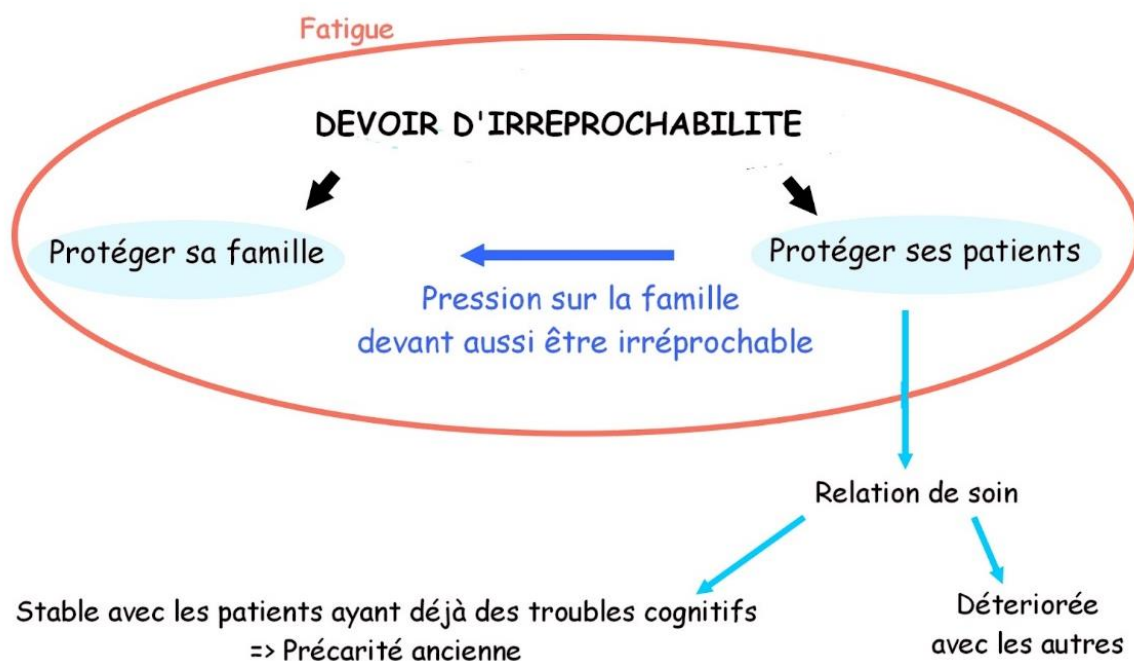 Fatigue
DEVOIR D'IRREPROCHABILITE
Protéger sa famille
Protéger ses patients
Pression sur la famille
devant aussi être irréprochable
Relation de soin
Stable avec les patients ayant déjà des troubles cognitifs
=> Précarité ancienne
Déteriorée
avec les autres